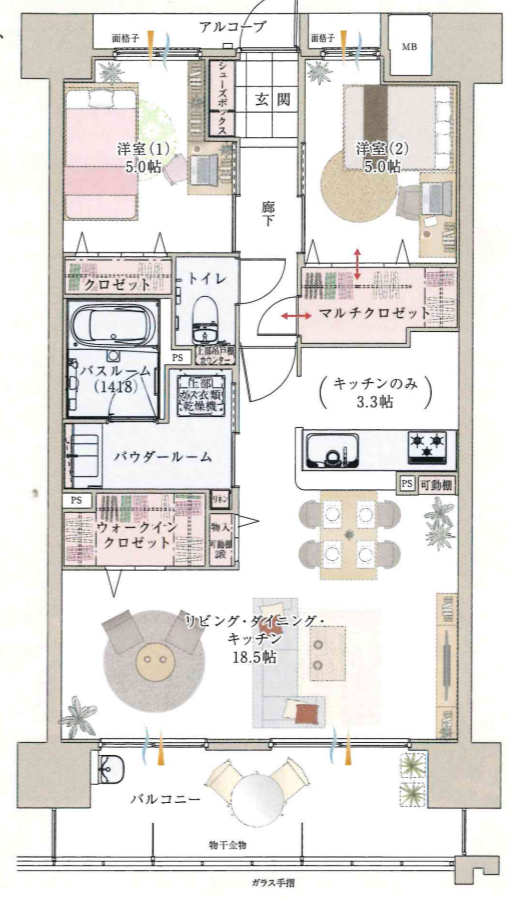 アルコーブ
面格子
面格子
MB
シューズボックス
玄関
洋室(1)
5.0帖
洋室(2)
5.0帖
廊下
クロゼット
トイレ
マルチクロゼット
上部吊戸棚
カウンター
PS
バスルーム
(1418)
上部
ガス衣類
乾燥機
(キッチンのみ
3.3帖)
パウダールーム
PS
可動棚
PS
リネン
ウォークイン
クロゼット
物入
可動棚
2段
リビング・ダイニング・
キッチン
18.5帖
バルコニー
物干金物
ガラス手摺